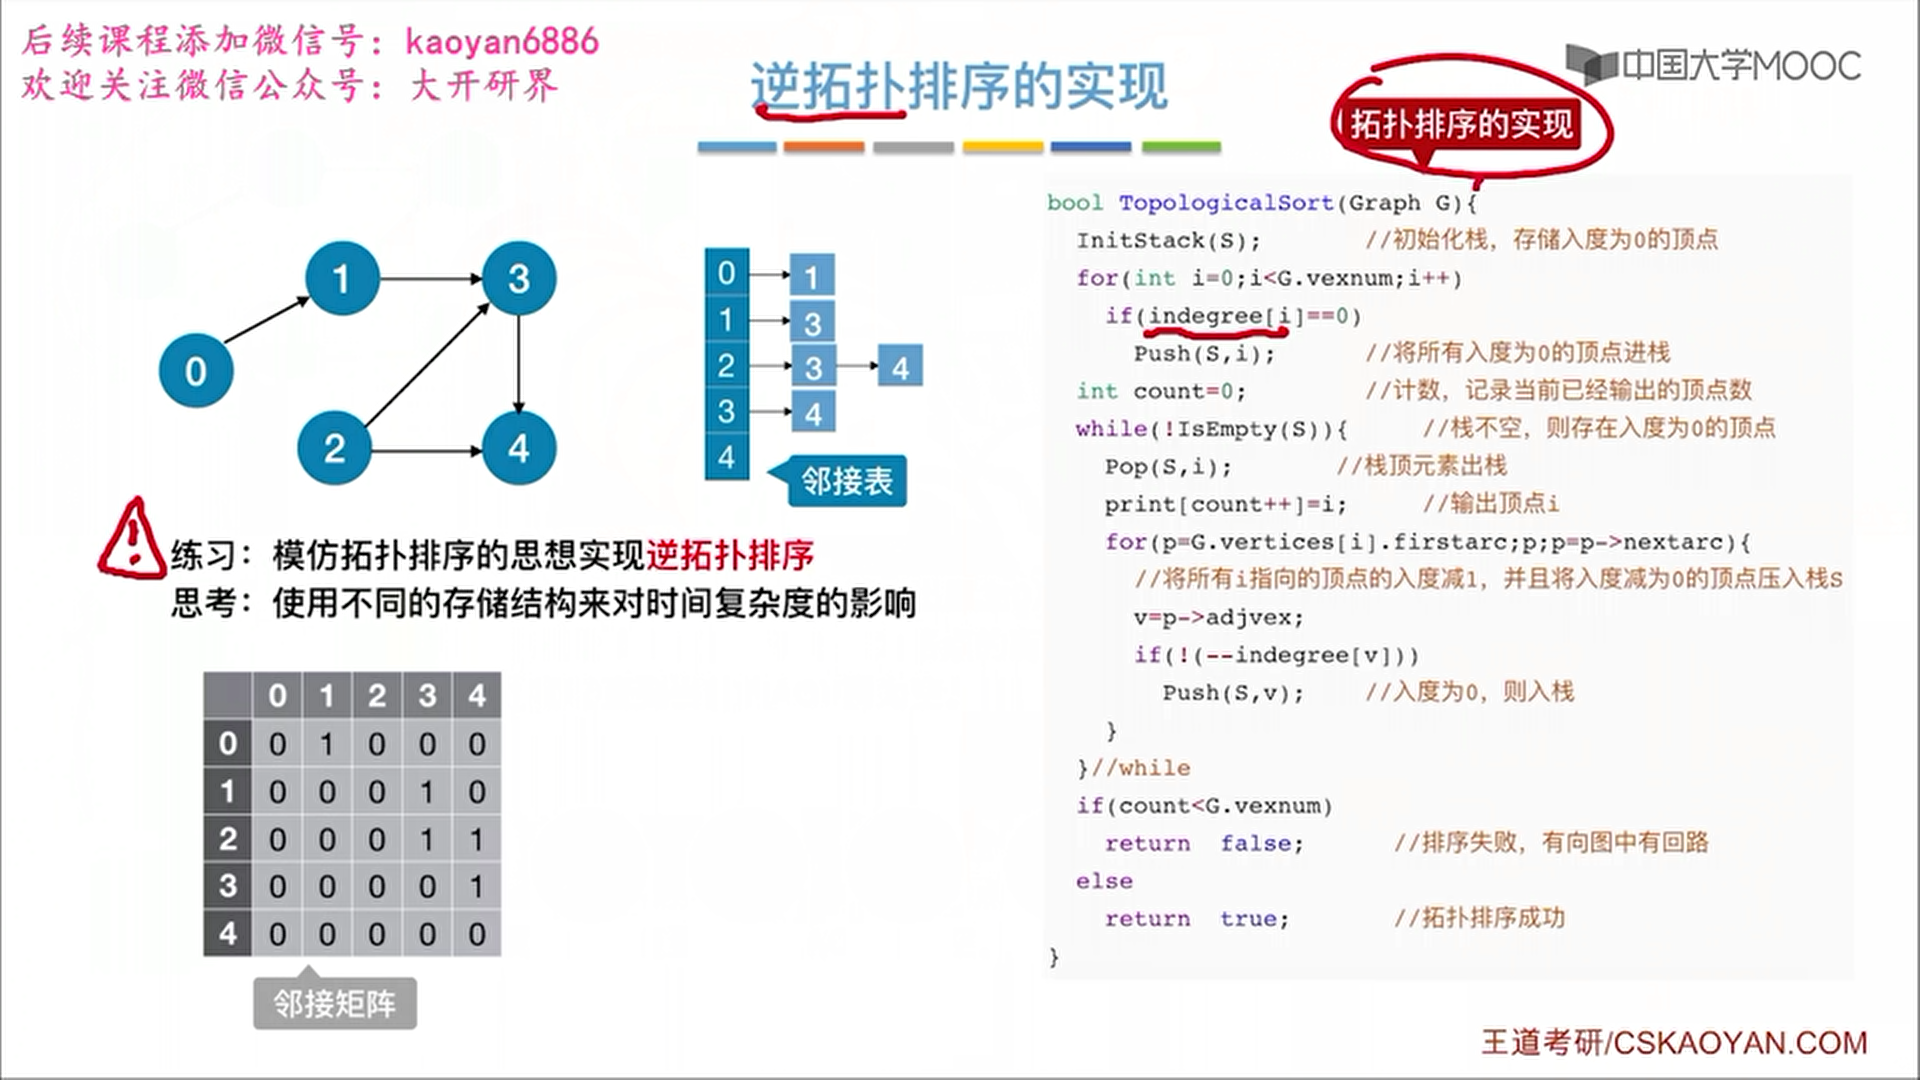 后续课程添加微信号：kaoyan6886
欢迎关注微信公众号：大开研界
逆拓扑排序的实现
中国大学MOOC
拓扑排序的实现
0
1
2
3
4
0 1
1 3
2 3 4
3 4
4
邻接表
练习：模仿拓扑排序的思想实现逆拓扑排序
思考：使用不同的存储结构来对时间复杂度的影响
0 1 2 3 4
0 0 1 0 0 0
1 0 0 0 1 0
2 0 0 0 1 1
3 0 0 0 0 1
4 0 0 0 0 0
邻接矩阵
bool TopologicalSort(Graph G){
InitStack(S); //初始化栈，存储入度为0的顶点
for(int i=0;i<G.vexnum;i++)
if(indegree[i]==0)
Push(S,i); //将所有入度为0的顶点进栈
int count=0; //计数，记录当前已经输出的顶点数
while(!IsEmpty(S)){ //栈不空，则存在入度为0的顶点
Pop(S,i); //栈顶元素出栈
print[count++]=i; //输出顶点i
for(p=G.vertices[i].firstarc;p;p=p->nextarc){
//将所有i指向的顶点的入度减1，并且将入度减为0的顶点压入栈S
v=p->adjvex;
if(!(--indegree[v]))
Push(S,v); //入度为0，则入栈
}
}//while
if(count<G.vexnum)
return false; //排序失败，有向图中有回路
else
return true; //拓扑排序成功
}
王道考研/CSKAOYAN.COM